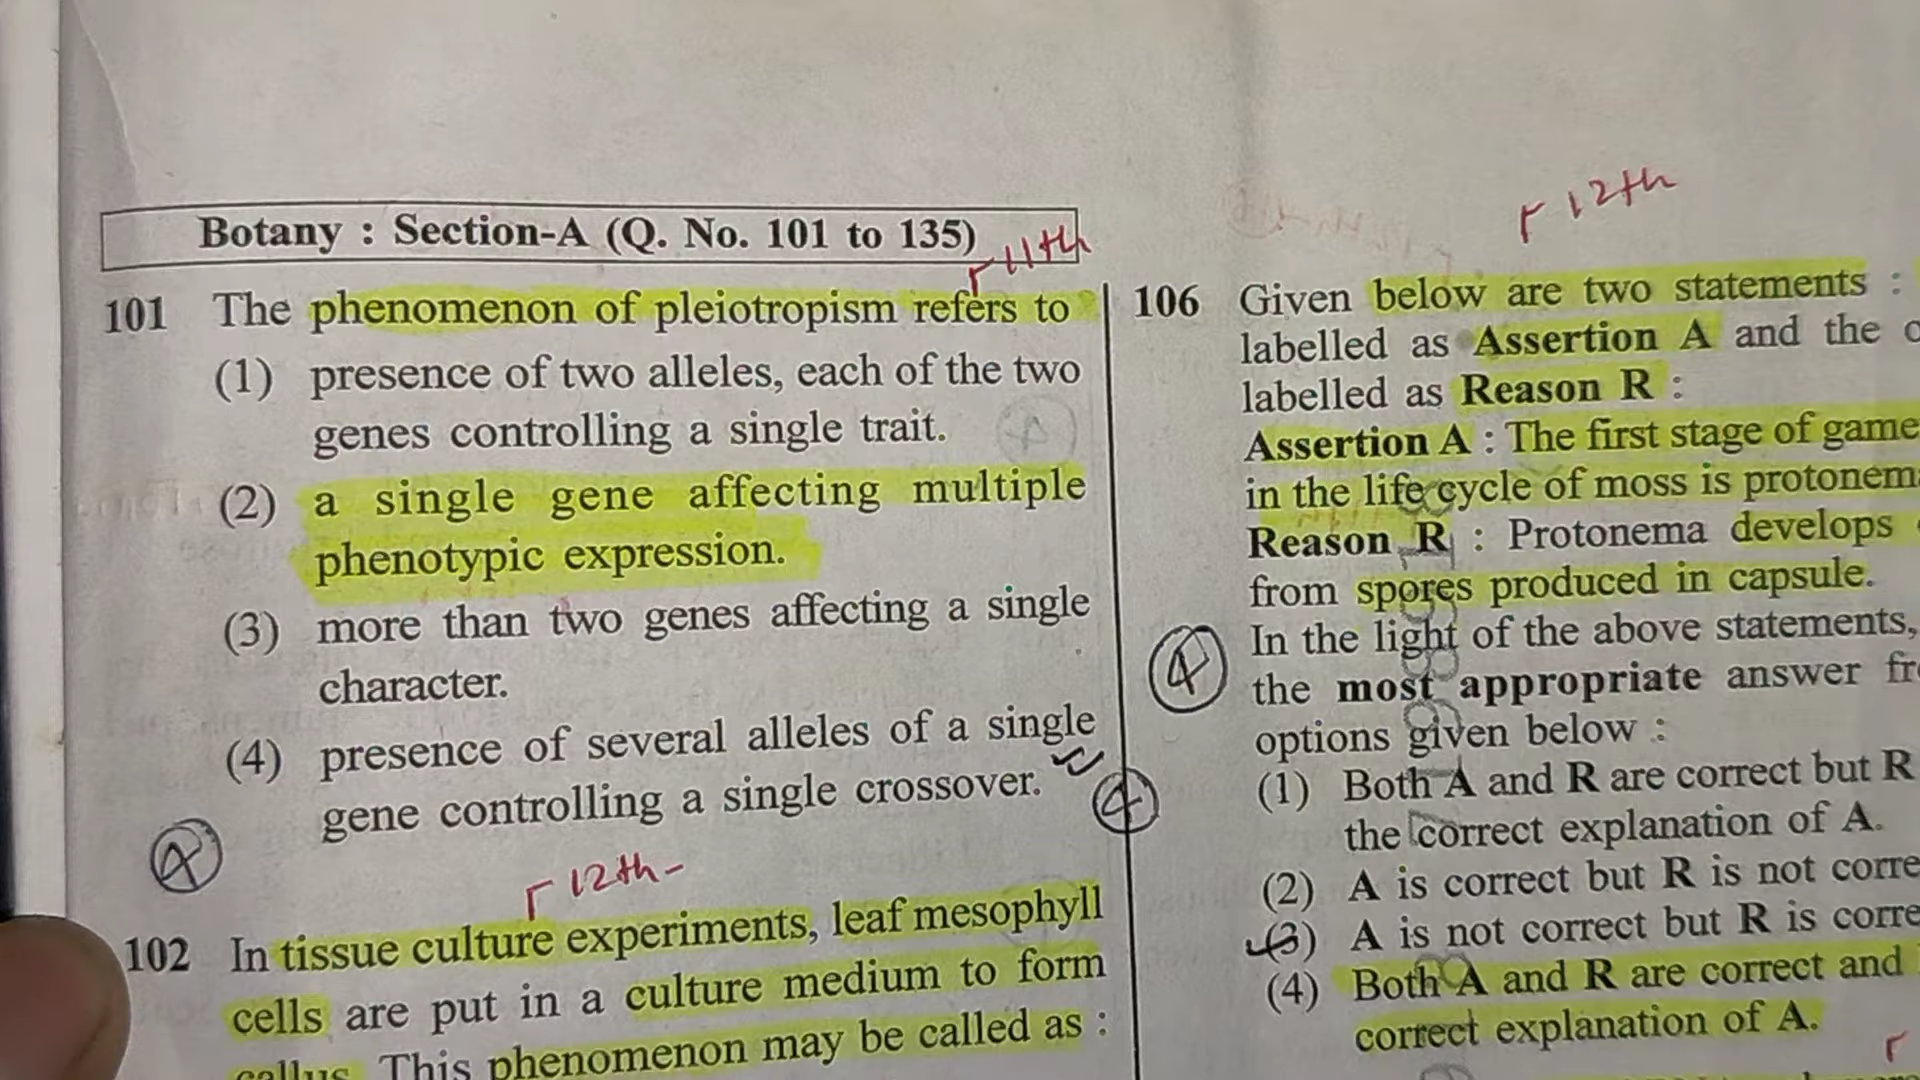 Botany : Section-A (Q. No. 101 to 135)
11th
101 The phenomenon of pleiotropism refers to
(1) presence of two alleles, each of the two
genes controlling a single trait.
(2) a single gene affecting multiple
phenotypic expression.
(3) more than two genes affecting a single
character.
(4) presence of several alleles of a single
gene controlling a single crossover.
12th-
102 In tissue culture experiments, leaf mesophyll
cells are put in a culture medium to form
callus. This phenomenon may be called as :
12th
106 Given below are two statements :
labelled as Assertion A and the
labelled as Reason R :
Assertion A : The first stage of game
in the life cycle of moss is protonem
Reason R : Protonema develops
from spores produced in capsule.
In the light of the above statements,
the most appropriate answer fr
options given below :
(1) Both A and R are correct but R
the correct explanation of A.
(2) A is correct but R is not corre
(3) A is not correct but R is corre
(4) Both A and R are correct and
correct explanation of A.